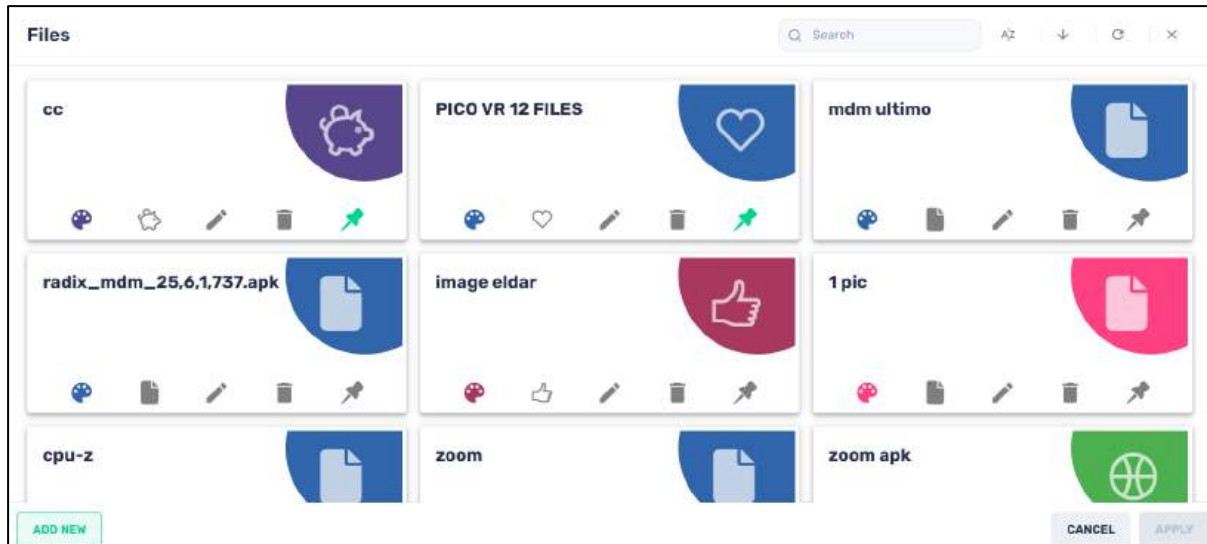 Files
Search
AZ
cc
PICO VR 12 FILES
mdm ultimo
radix_mdm_25,6,1,737.apk
image eldar
1 pic
cpu-z
zoom
zoom apk
ADD NEW
CANCEL
APPLY